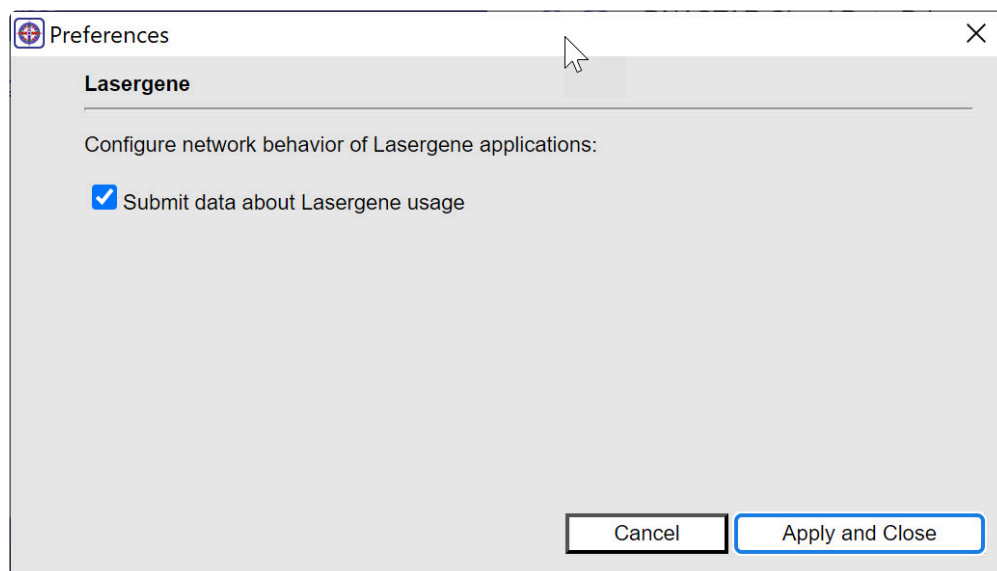 Preferences
Lasergene
Configure network behavior of Lasergene applications:
Submit data about Lasergene usage
Cancel
Apply and Close